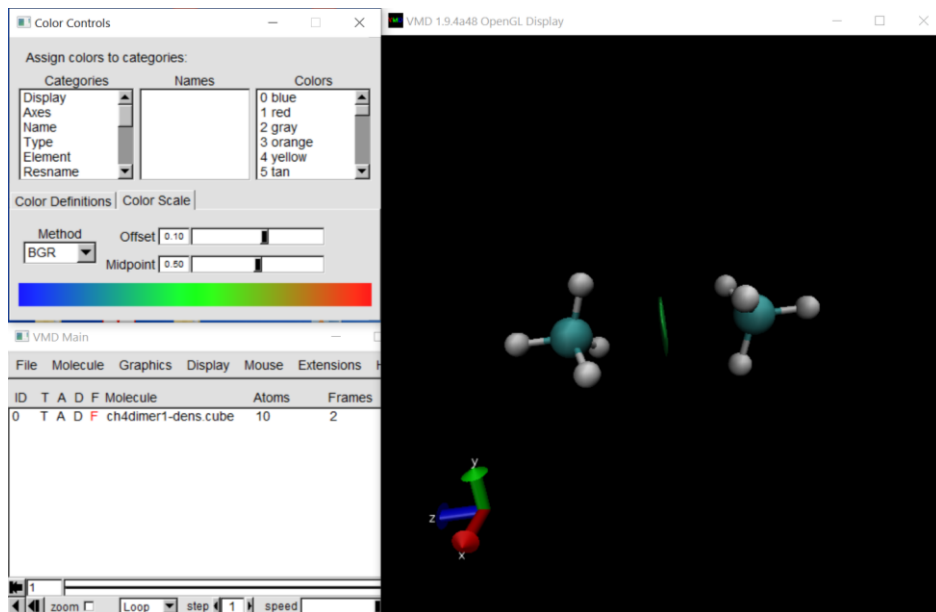 Color Controls
Assign colors to categories:
Categories Names Colors
Display
Axes
Name
Type
Element
Resname
0 blue
1 red
2 gray
3 orange
4 yellow
5 tan
Color Definitions Color Scale
Method
BGR
Offset 0.10
Midpoint 0.50
VMD Main
File Molecule Graphics Display Mouse Extensions
ID T A D F Molecule Atoms Frames
0 T A D F ch4dimer1-dens.cube 10 2
1
zoom Loop step 1 speed
VMD 1.9.4a48 OpenGL Display
y
z
x